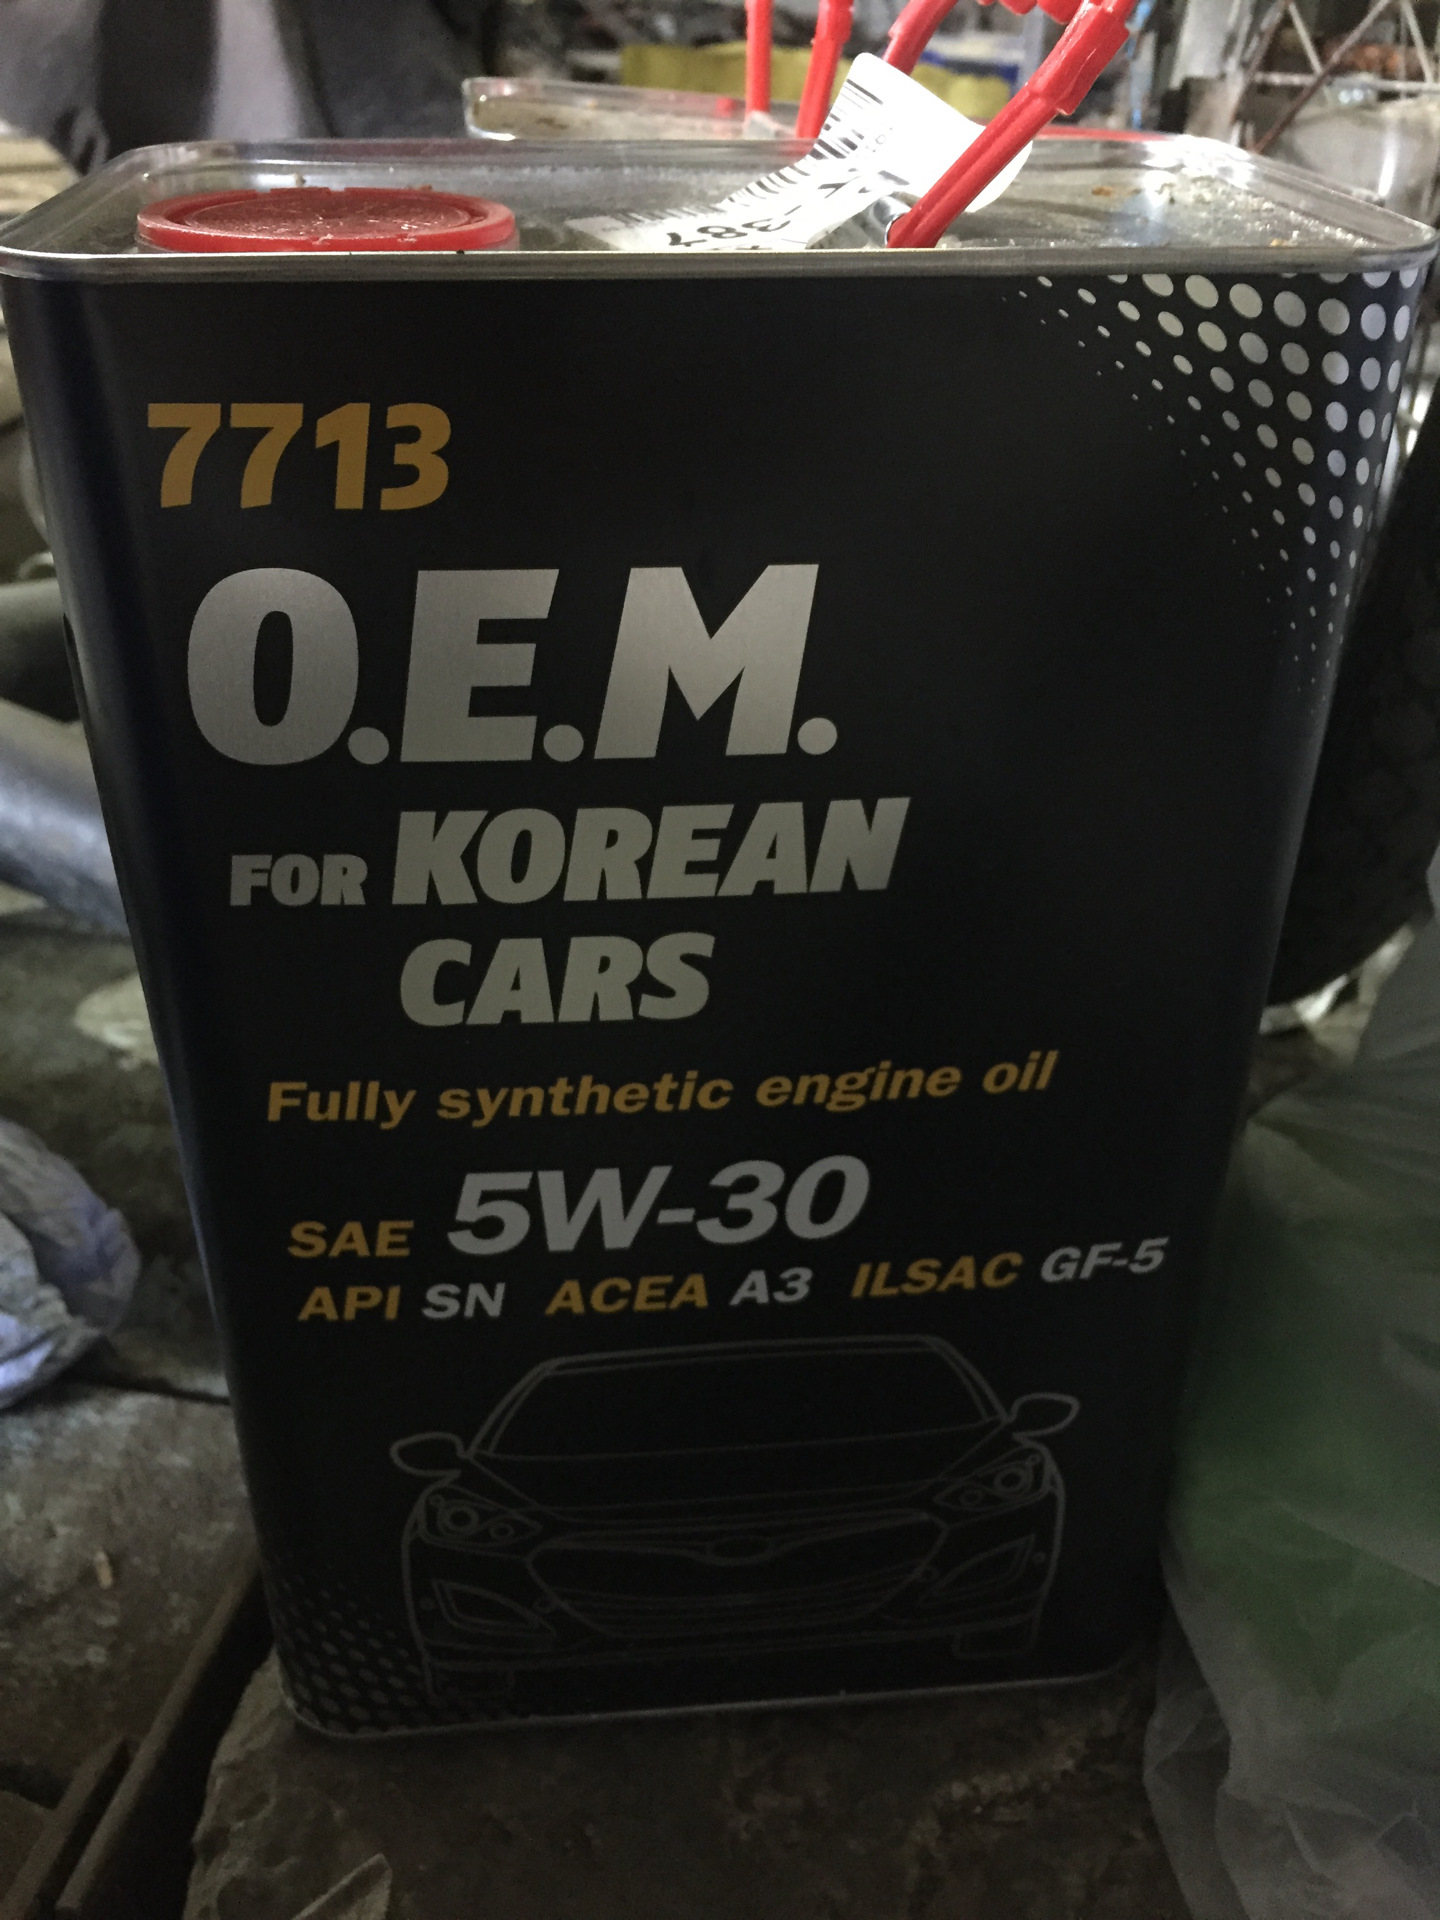 7713
O.E.M.
FOR KOREAN
CARS
Fully synthetic engine oil
SAE 5W-30
API SN ACEA A3 ILSAC GF-5